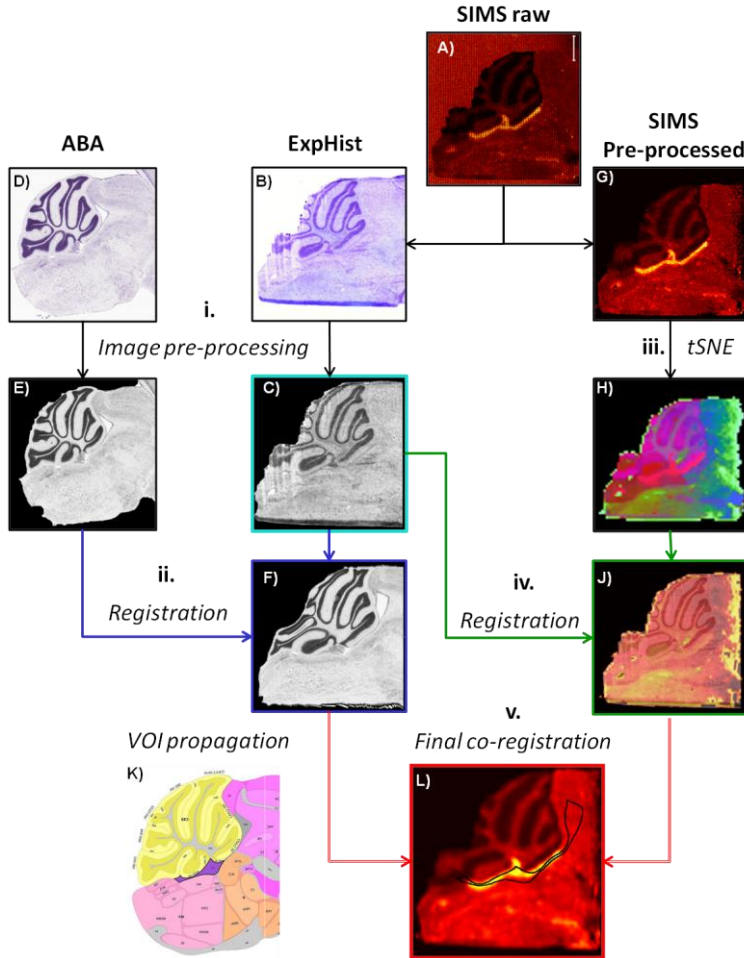 SIMS raw
A)
ABA
ExpHist
SIMS
Pre-processed
D)
B)
G)
i.
Image pre-processing
iii.
tSNE
E)
C)
H)
ii.
Registration
F)
iv.
Registration
J)
VOI propagation
v.
Final co-registration
K)
L)